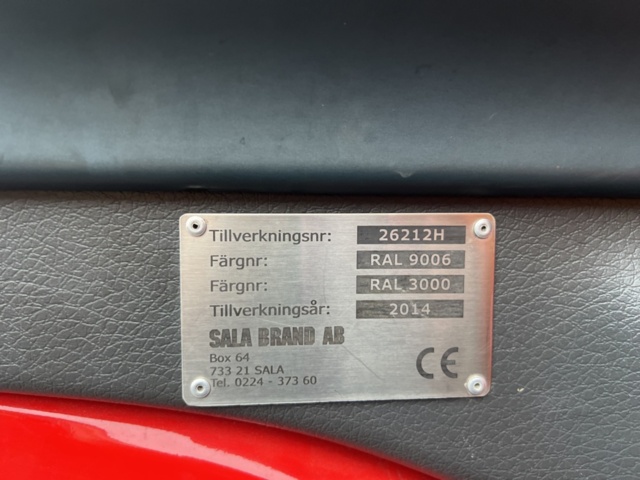 Tillverkningsnr: 26212H
Färgnr: RAL 9006
Färgnr: RAL 3000
Tillverkningsår: 2014
SALA BRAND AB
Box 64
733 21 SALA
Tel. 0224 - 373 60
CE